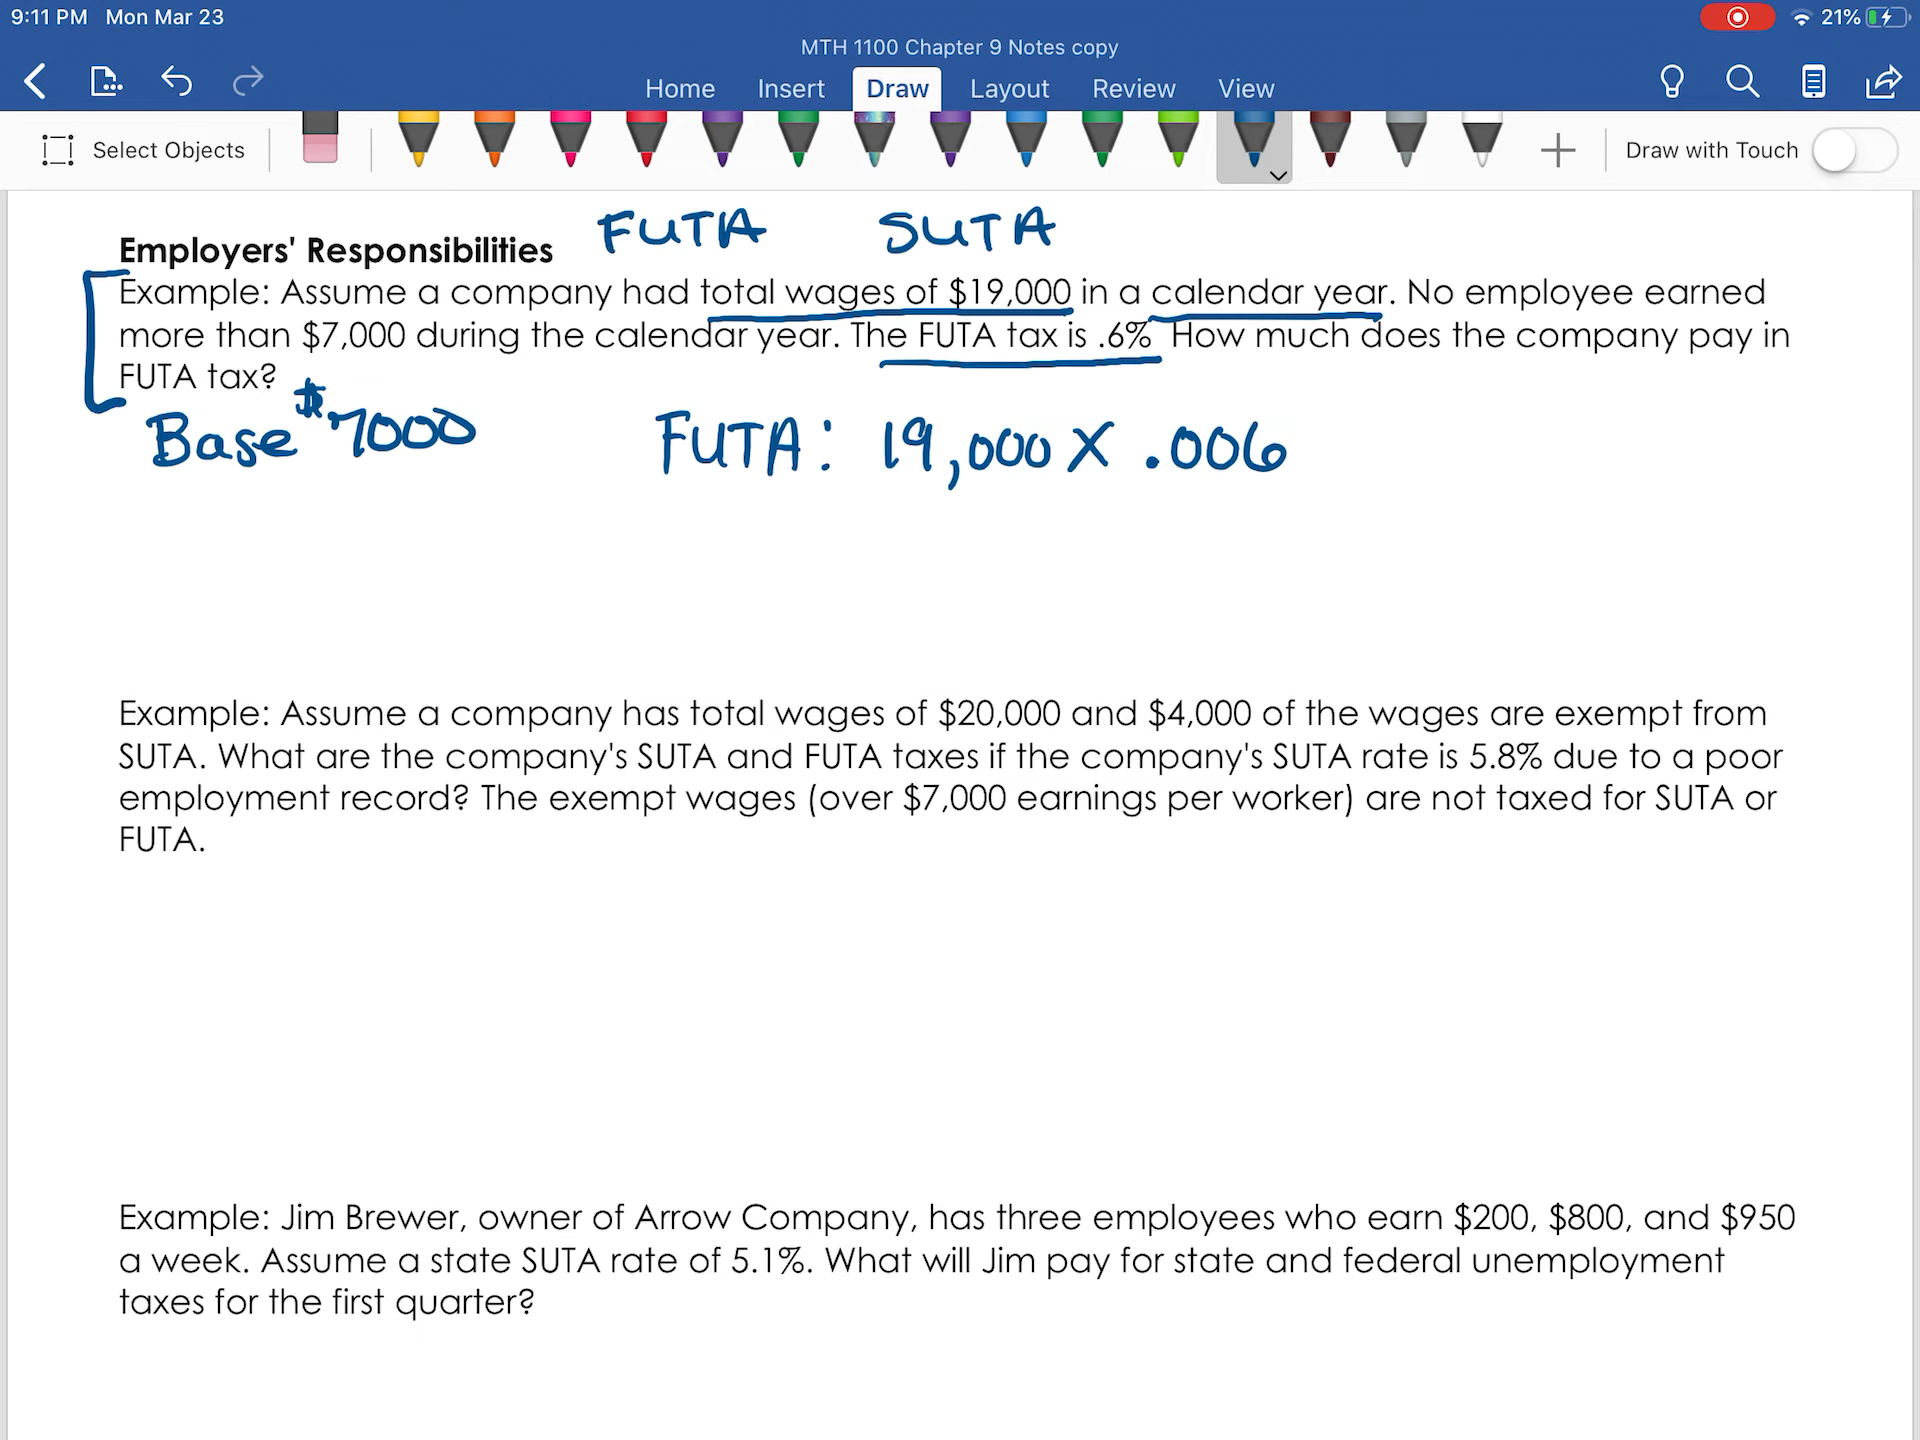 9:11 PM Mon Mar 23
21%
MTH 1100 Chapter 9 Notes copy
Home Insert Draw Layout Review View
Select Objects
Draw with Touch
FUTA SUTA
Employers' Responsibilities
Example: Assume a company had total wages of $19,000 in a calendar year. No employee earned
more than $7,000 during the calendar year. The FUTA tax is .6% How much does the company pay in
FUTA tax?
Base $7000 FUTA: 19,000 X .006
Example: Assume a company has total wages of $20,000 and $4,000 of the wages are exempt from
SUTA. What are the company's SUTA and FUTA taxes if the company's SUTA rate is 5.8% due to a poor
employment record? The exempt wages (over $7,000 earnings per worker) are not taxed for SUTA or
FUTA.
Example: Jim Brewer, owner of Arrow Company, has three employees who earn $200, $800, and $950
a week. Assume a state SUTA rate of 5.1%. What will Jim pay for state and federal unemployment
taxes for the first quarter?